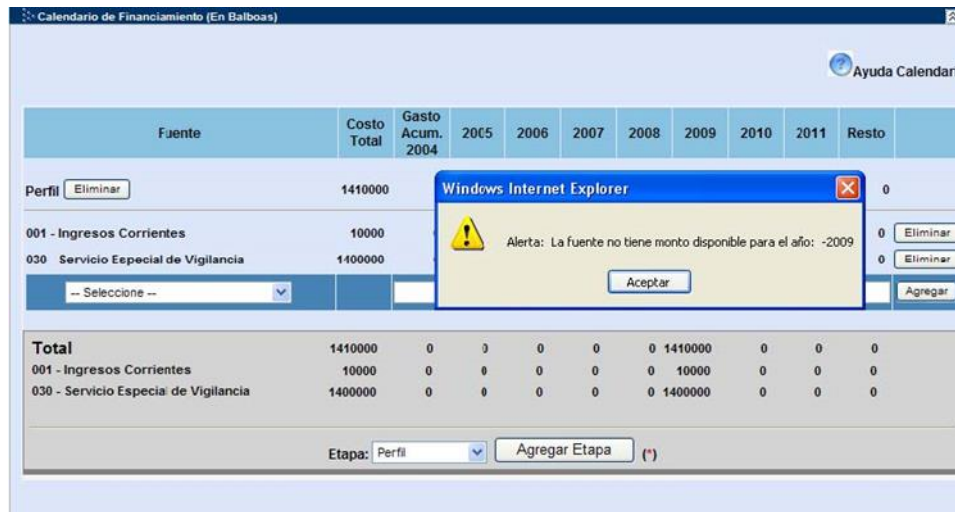 Calendario de Financiamiento (En Balboas)
Ayuda Calendar
Fuente Costo Total Gasto Acum. 2004 2005 2006 2007 2008 2009 2010 2011 Resto
Perfil Eliminar 1410000 0
Windows Internet Explorer
Alerta: La fuente no tiene monto disponible para el año: -2009
Aceptar
001 - Ingresos Corrientes 10000 0 Eliminar
030 Servicio Especial de Vigilancia 1400000 0 Eliminar
-- Seleccione -- Agregar
Total 1410000 0 0 0 0 0 1410000 0 0 0
001 - Ingresos Corrientes 10000 0 0 0 0 0 10000 0 0 0
030 - Servicio Especial de Vigilancia 1400000 0 0 0 0 0 1400000 0 0 0
Etapa: Perfil Agregar Etapa (*)